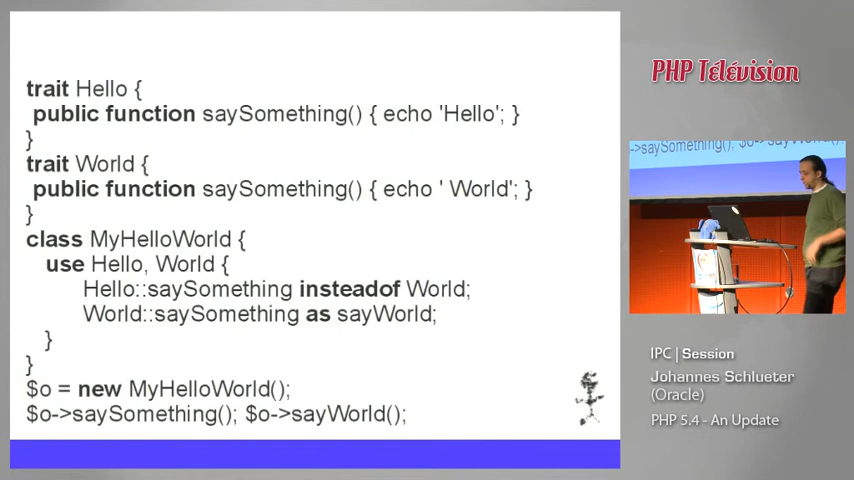 trait Hello {
public function saySomething() { echo 'Hello'; }
}
trait World {
public function saySomething() { echo ' World'; }
}
class MyHelloWorld {
use Hello, World {
Hello::saySomething insteadof World;
World::saySomething as sayWorld;
}
}
$o = new MyHelloWorld();
$o->saySomething(); $o->sayWorld();
PHP Télévision
->saySomething(); $o->sayWorld();
IPC | Session
Johannes Schlueter
(Oracle)
PHP 5.4 - An Update